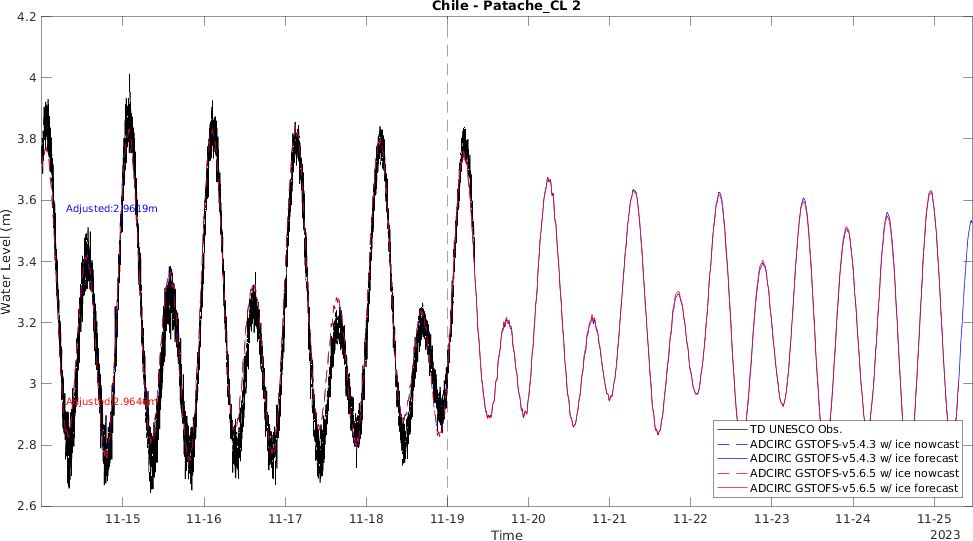 Chile - Patache_CL 2
4.2
4
3.8
3.6
3.4
3.2
3
2.8
2.6
Water Level (m)
Adjusted:2.9619m
Adjusted:2.9640m
TD UNESCO Obs.
ADCIRC GSTOFS-v5.4.3 w/ ice nowcast
ADCIRC GSTOFS-v5.4.3 w/ ice forecast
ADCIRC GSTOFS-v5.6.5 w/ ice nowcast
ADCIRC GSTOFS-v5.6.5 w/ ice forecast
11-15 11-16 11-17 11-18 11-19 11-20 11-21 11-22 11-23 11-24 11-25
Time
2023